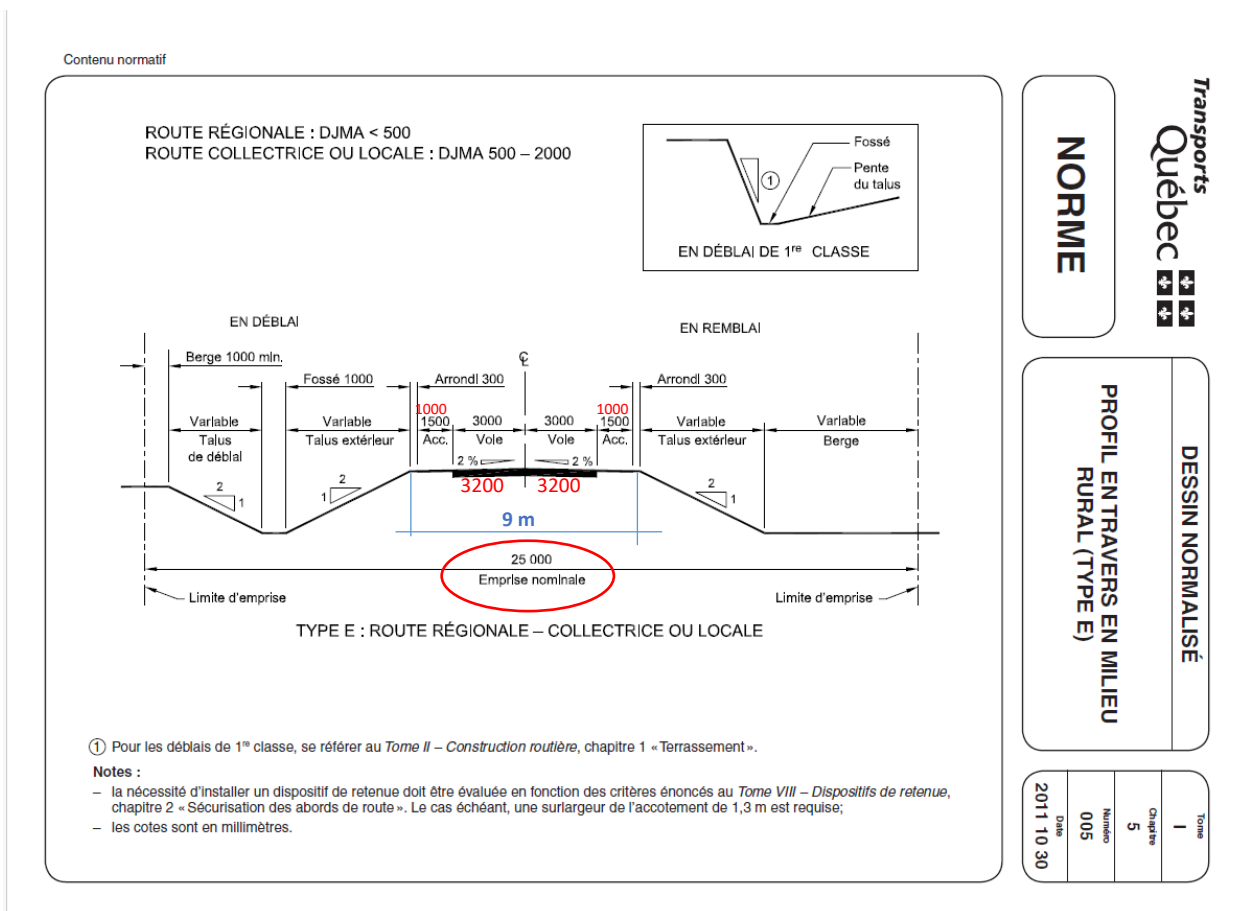 Contenu normatif
ROUTE RÉGIONALE : DJMA < 500
ROUTE COLLECTRICE OU LOCALE : DJMA 500 – 2000
Fossé
Pente
du talus
1
EN DÉBLAI DE 1re CLASSE
EN DÉBLAI
EN REMBLAI
Berge 1000 min.
Fossé 1000
Arrondi 300
Arrondi 300
1000
1000
Variable
Variable
1500
3000
3000
1500
Variable
Variable
Talus
de déblai
Talus extérieur
Acc.
Voie
Voie
Acc.
Talus extérieur
Berge
2 %
2 %
3200
3200
2
1
2
1
2
1
9 m
25 000
Emprise nominale
Limite d'emprise
Limite d'emprise
TYPE E : ROUTE RÉGIONALE – COLLECTRICE OU LOCALE
1 Pour les déblais de 1re classe, se référer au Tome II – Construction routière, chapitre 1 « Terrassement ».
Notes :
– la nécessité d'installer un dispositif de retenue doit être évaluée en fonction des critères énoncés au Tome VIII – Dispositifs de retenue,
chapitre 2 « Sécurisation des abords de route ». Le cas échéant, une surlargeur de l'accotement de 1,3 m est requise;
– les cotes sont en millimètres.
Transports
Québec
NORME
DESSIN NORMALISÉ
PROFIL EN TRAVERS EN MILIEU
RURAL (TYPE E)
Tome
I
Chapitre
5
Numéro
005
Date
2011 10 30